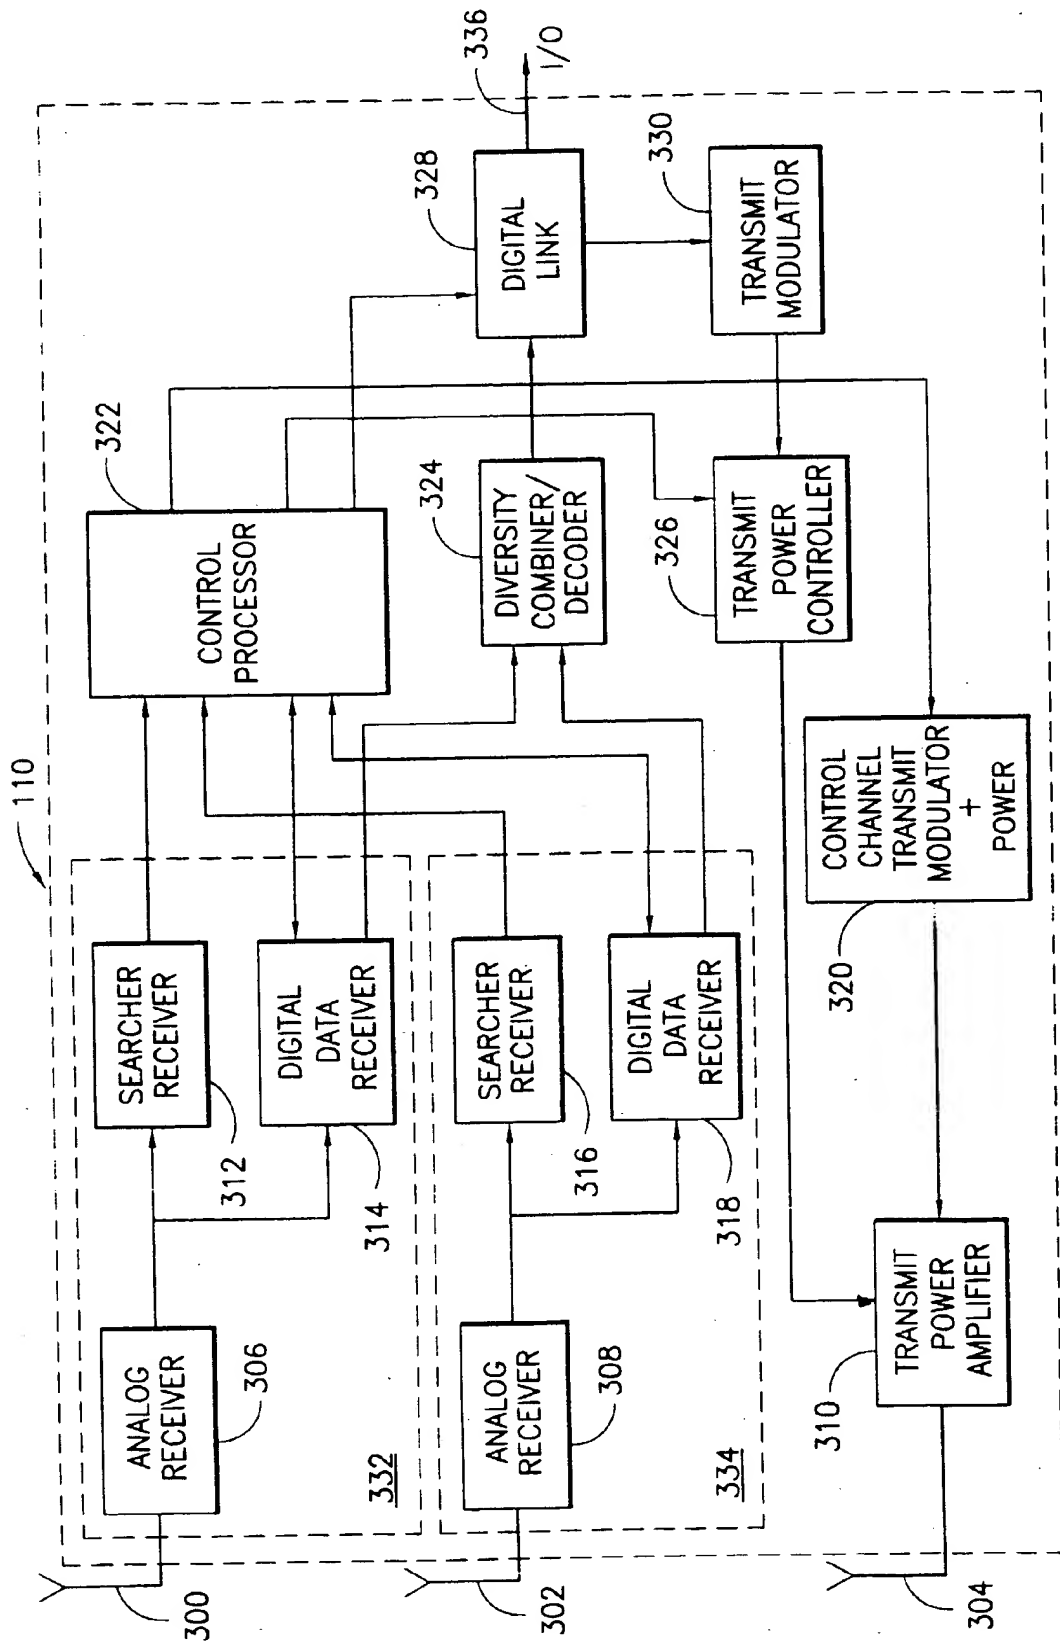 110
300
ANALOG
RECEIVER
306
SEARCHER
RECEIVER
312
DIGITAL
DATA
RECEIVER
314
332
CONTROL
PROCESSOR
322
302
ANALOG
RECEIVER
308
SEARCHER
RECEIVER
316
DIGITAL
DATA
RECEIVER
318
334
DIVERSITY
COMBINER/
DECODER
324
DIGITAL
LINK
328
336
I/O
304
TRANSMIT
POWER
AMPLIFIER
310
CONTROL
CHANNEL
TRANSMIT
MODULATOR
+
POWER
320
TRANSMIT
POWER
CONTROLLER
326
TRANSMIT
MODULATOR
330